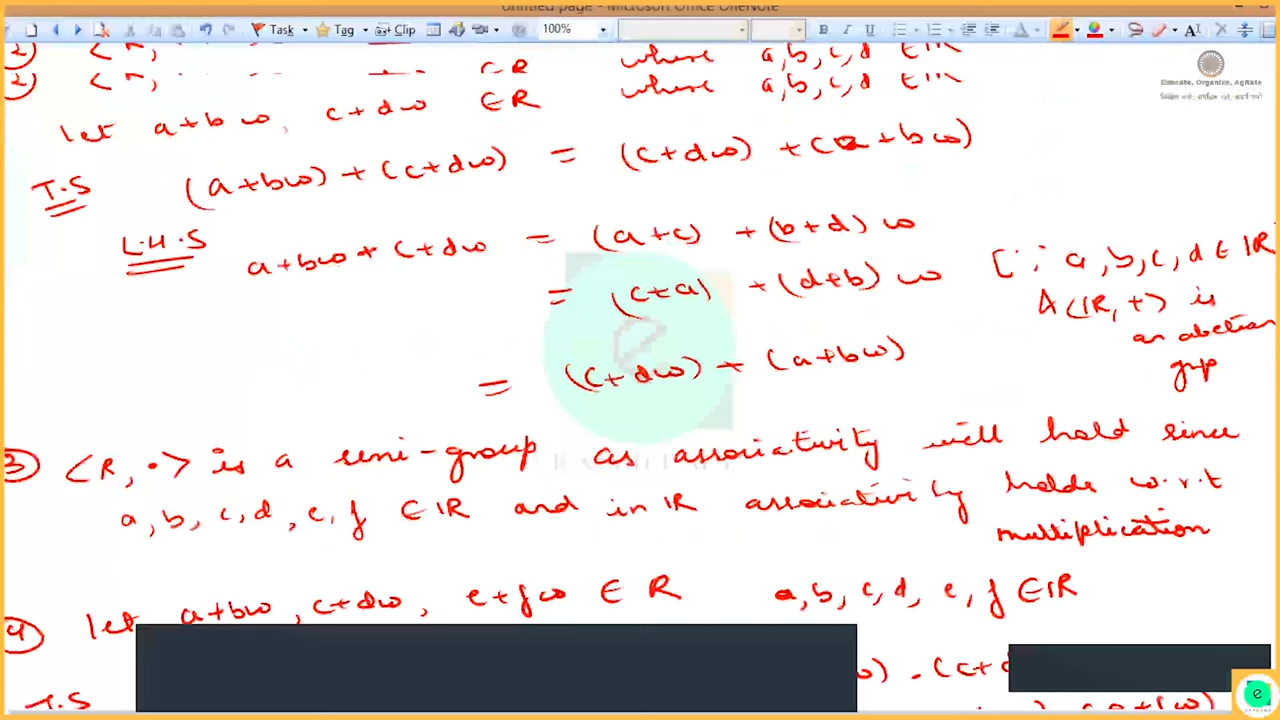 Untitled page - Microsoft Office OneNote
Task Tag Clip 100% B I U
2) where a,b,c,d
2) ∈R where a,b,c,d
Educate, Organize, Agitate
let a+bω, c+dω ∈R
T.S (a+bω)+(c+dω) = (c+dω) +(a+bω)
L.H.S a+bω+c+dω = (a+c) +(b+d) ω
= (c+a) +(d+b) ω
[∵ a,b,c,d ∈ IR
(IR, +) is
an abelian
= (c+dω) + (a+bω)
grp
3) <R, •> is a semi-group as associativity will hold since
a, b, c, d, e, f ∈ IR and in IR associativity holds w.r.t
multiplication
4) let a+bω, c+dω, e+fω ∈ R a, b, c, d, e, f ∈ IR
ω) . (c+d
T.S